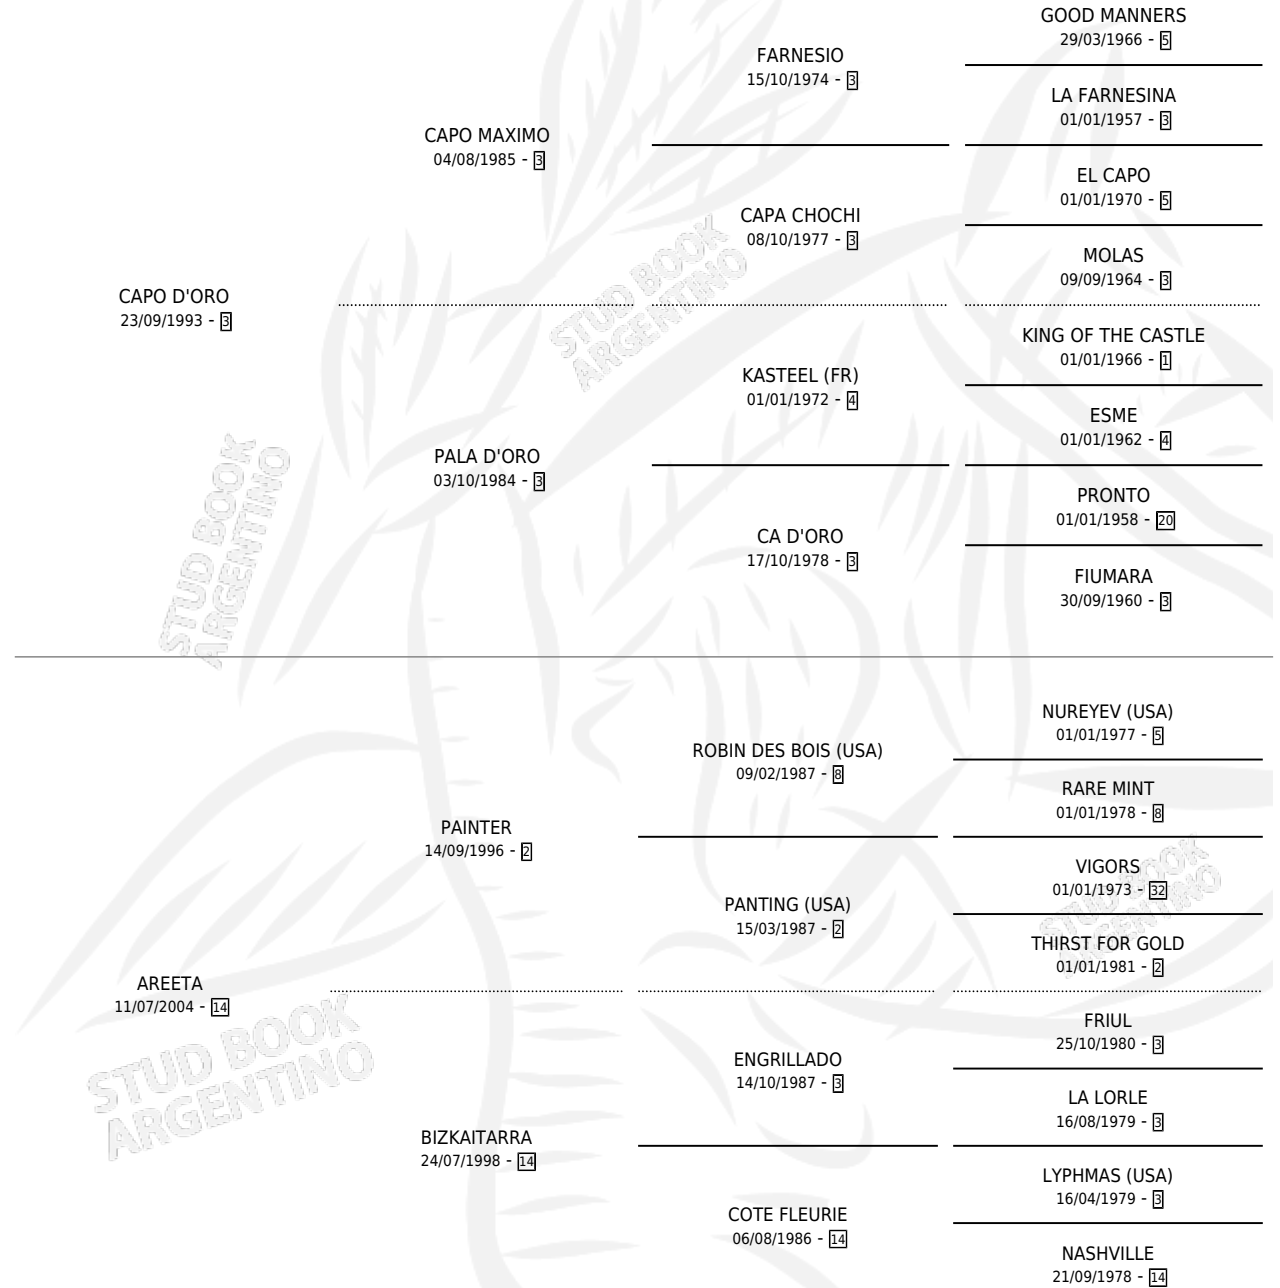 GOOD MANNERS
29/03/1966 - 5
FARNESIO
15/10/1974 - 3
LA FARNESINA
01/01/1957 - 3
CAPO MAXIMO
04/08/1985 - 3
EL CAPO
01/01/1970 - 5
CAPA CHOCHI
08/10/1977 - 3
MOLAS
09/09/1964 - 3
CAPO D'ORO
23/09/1993 - 3
STUD BOOK
ARGENTINO
KING OF THE CASTLE
01/01/1966 - 1
KASTEEL (FR)
01/01/1972 - 4
ESME
01/01/1962 - 4
PALA D'ORO
03/10/1984 - 3
PRONTO
01/01/1958 - 20
CA D'ORO
17/10/1978 - 3
FIUMARA
30/09/1960 - 3
STUD BOOK
ARGENTINO
NUREYEV (USA)
01/01/1977 - 5
ROBIN DES BOIS (USA)
09/02/1987 - 8
RARE MINT
01/01/1978 - 8
PAINTER
14/09/1996 - 2
VIGORS
01/01/1973 - 32
PANTING (USA)
15/03/1987 - 2
STUD BOOK
ARGENTINO
THIRST FOR GOLD
01/01/1981 - 2
AREETA
11/07/2004 - 14
FRIUL
25/10/1980 - 3
ENGRILLADO
14/10/1987 - 3
STUD BOOK
ARGENTINO
LA LORLE
16/08/1979 - 3
BIZKAITARRA
24/07/1998 - 14
LYPHMAS (USA)
16/04/1979 - 3
COTE FLEURIE
06/08/1986 - 14
NASHVILLE
21/09/1978 - 14